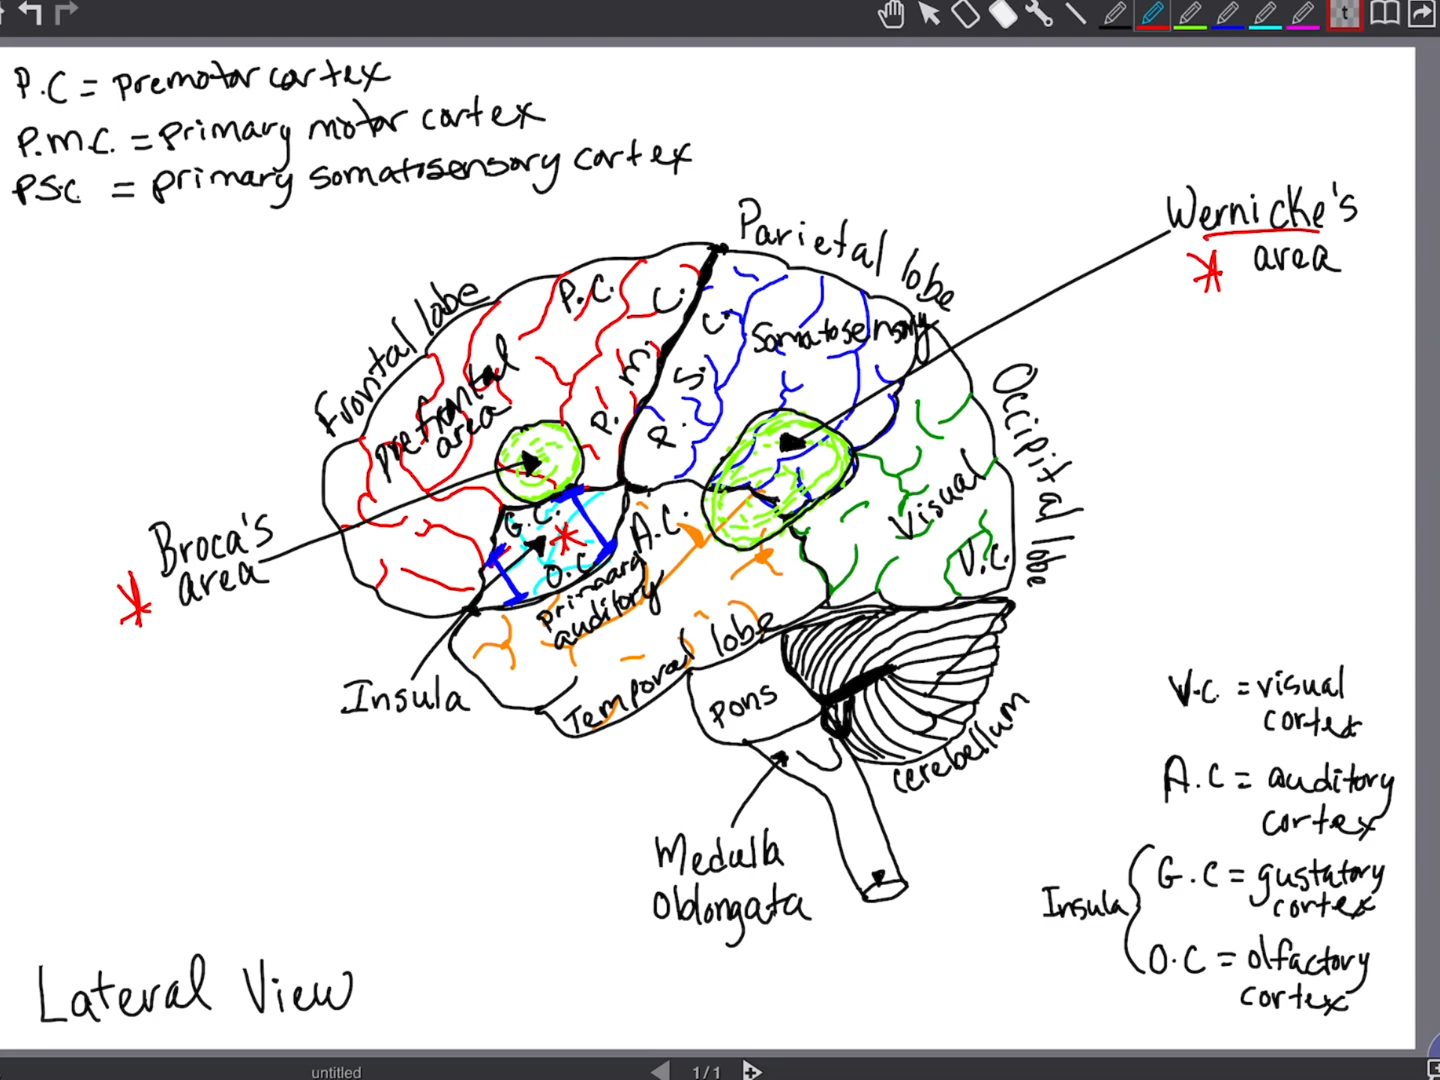 P.C = premotor cortex
P.M.C. = primary motor cortex
PSC. = primary somatosensory cortex
Wernicke's
area
Parietal lobe
Frontal lobe
Occipital lobe
P.C.
P. M. C.
P. S. C.
Somatosensory
prefrontal
area
Visual
V.C.
Broca's
area
G.C.
O.C.
A.C.
primary
auditory
Insula
Temporal lobe
Pons
cerebellum
Medulla
Oblongata
V.C. = visual
cortex
A.C = auditory
cortex
Insula
G.C = gustatory
cortex
O.C = olfactory
cortex
Lateral View
t
untitled
1/1